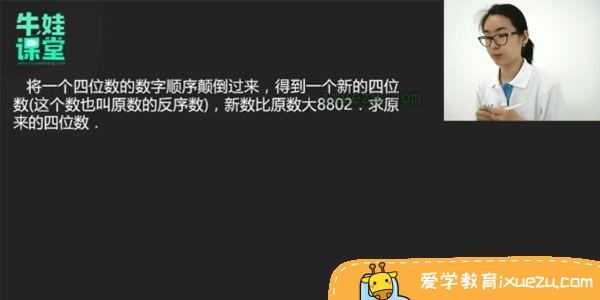 牛娃
课堂
将一个四位数的数字顺序颠倒过来，得到一个新的四位
数(这个数也叫原数的反序数)，新数比原数大8802．求原
来的四位数．
爱学教育ixuezu.com